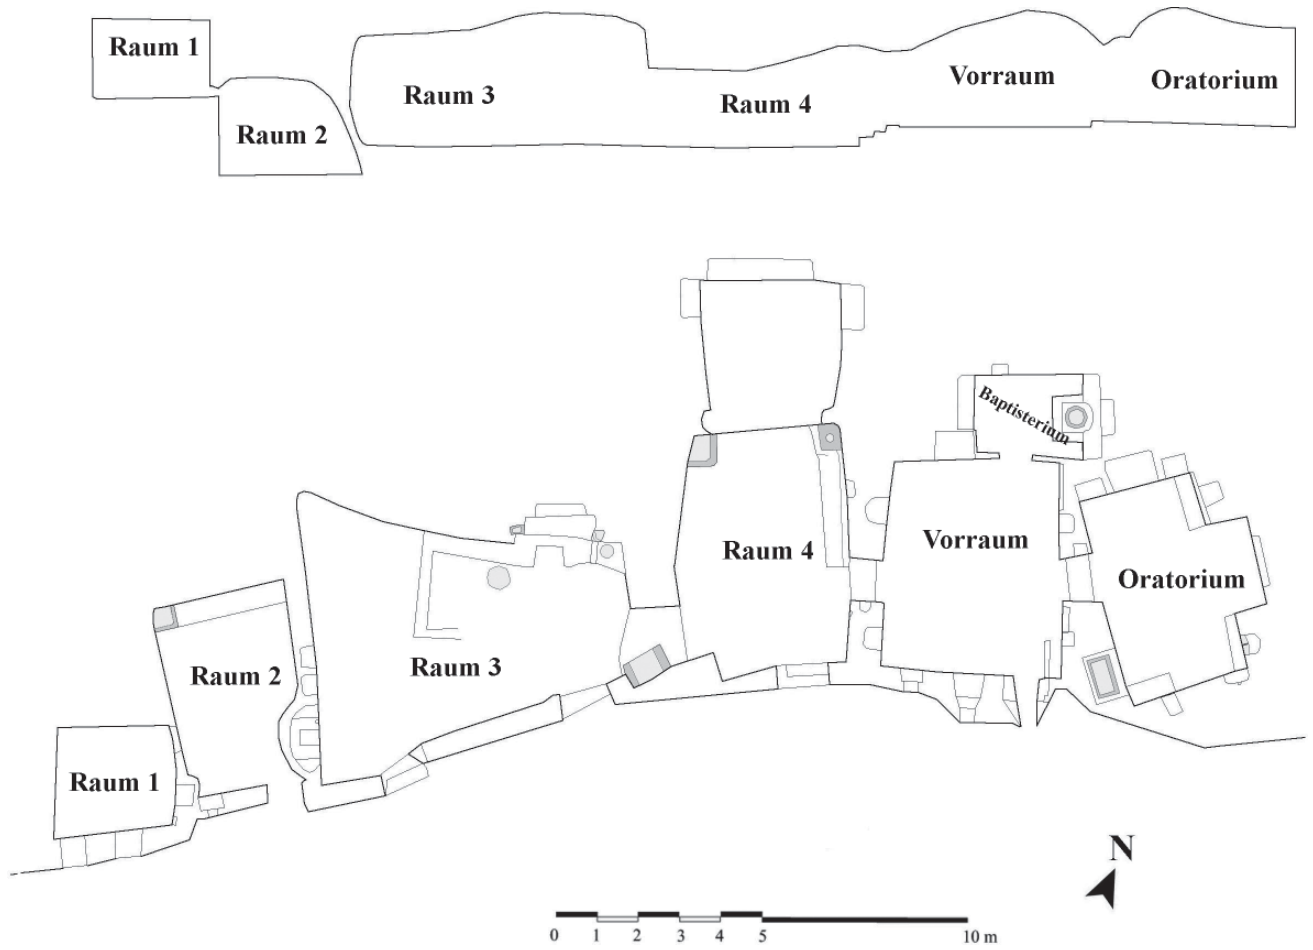 Raum 1
Raum 2
Raum 3
Raum 4
Vorraum
Oratorium
Baptisterium
Raum 4
Vorraum
Oratorium
Raum 3
Raum 2
Raum 1
N
0 1 2 3 4 5 10 m